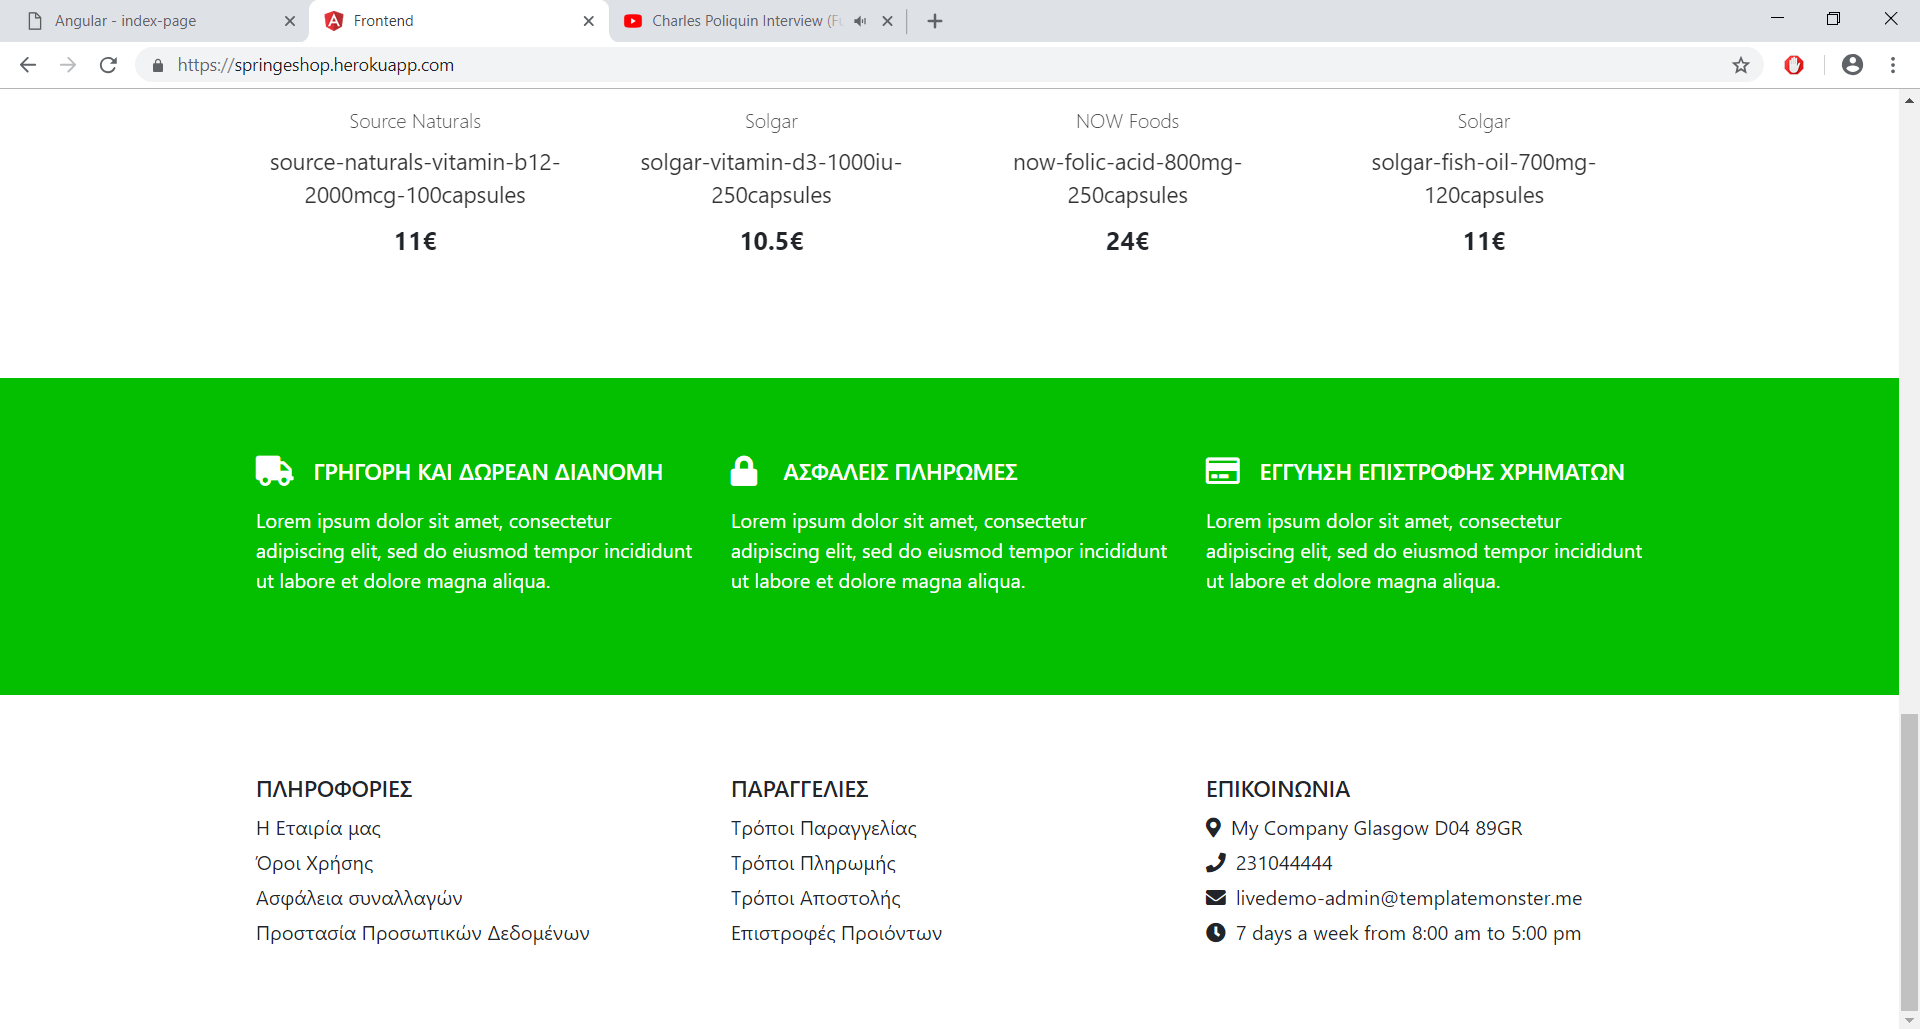 Angular - index-page
Frontend
Charles Poliquin Interview (Fu
https://springeshop.herokuapp.com
Source Naturals
source-naturals-vitamin-b12-
2000mcg-100capsules
11€
Solgar
solgar-vitamin-d3-1000iu-
250capsules
10.5€
NOW Foods
now-folic-acid-800mg-
250capsules
24€
Solgar
solgar-fish-oil-700mg-
120capsules
11€
ΓΡΗΓΟΡΗ ΚΑΙ ΔΩΡΕΑΝ ΔΙΑΝΟΜΗ
Lorem ipsum dolor sit amet, consectetur
adipiscing elit, sed do eiusmod tempor incididunt
ut labore et dolore magna aliqua.
ΑΣΦΑΛΕΙΣ ΠΛΗΡΩΜΕΣ
Lorem ipsum dolor sit amet, consectetur
adipiscing elit, sed do eiusmod tempor incididunt
ut labore et dolore magna aliqua.
ΕΓΓΥΗΣΗ ΕΠΙΣΤΡΟΦΗΣ ΧΡΗΜΑΤΩΝ
Lorem ipsum dolor sit amet, consectetur
adipiscing elit, sed do eiusmod tempor incididunt
ut labore et dolore magna aliqua.
ΠΛΗΡΟΦΟΡΙΕΣ
Η Εταιρία μας
Όροι Χρήσης
Ασφάλεια συναλλαγών
Προστασία Προσωπικών Δεδομένων
ΠΑΡΑΓΓΕΛΙΕΣ
Τρόποι Παραγγελίας
Τρόποι Πληρωμής
Τρόποι Αποστολής
Επιστροφές Προιόντων
ΕΠΙΚΟΙΝΩΝΙΑ
My Company Glasgow D04 89GR
231044444
livedemo-admin@templatemonster.me
7 days a week from 8:00 am to 5:00 pm